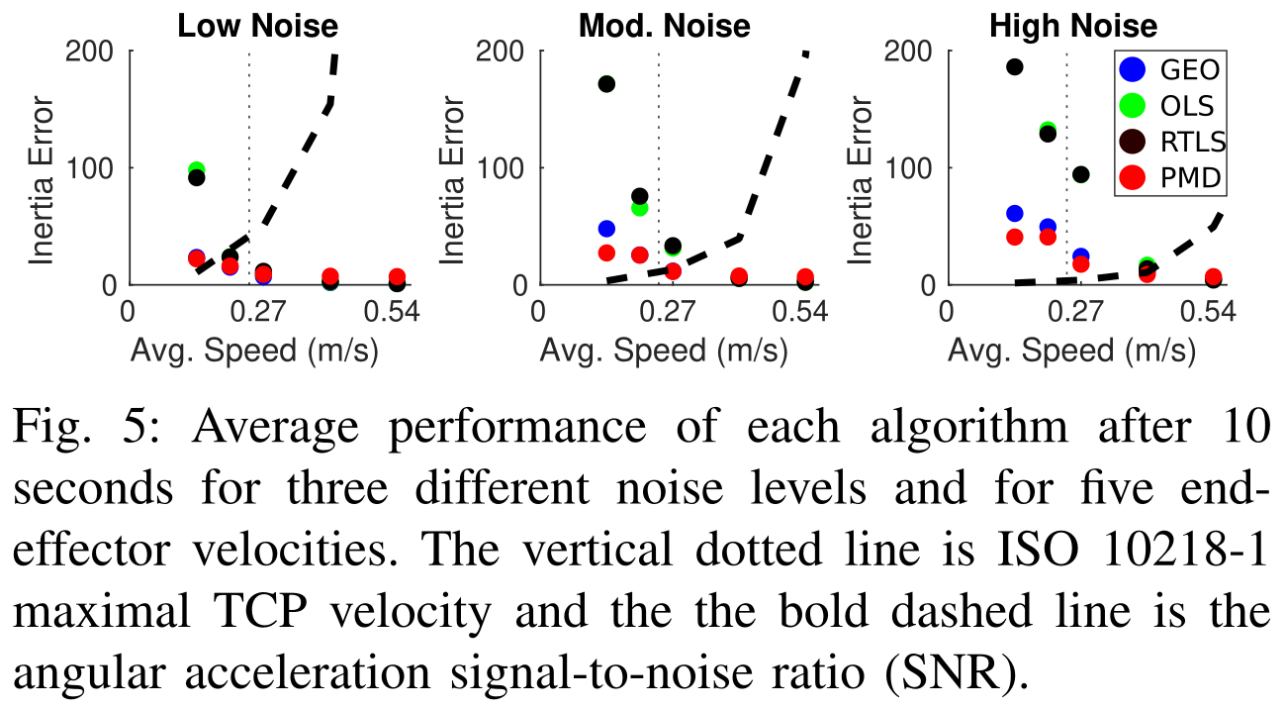 Low Noise
200
100
0
Inertia Error
0
0.27
0.54
Avg. Speed (m/s)
Mod. Noise
200
100
0
Inertia Error
0
0.27
0.54
Avg. Speed (m/s)
High Noise
200
100
0
Inertia Error
0
0.27
0.54
Avg. Speed (m/s)
GEO
OLS
RTLS
PMD
Fig. 5: Average performance of each algorithm after 10
seconds for three different noise levels and for five end-
effector velocities. The vertical dotted line is ISO 10218-1
maximal TCP velocity and the the bold dashed line is the
angular acceleration signal-to-noise ratio (SNR).